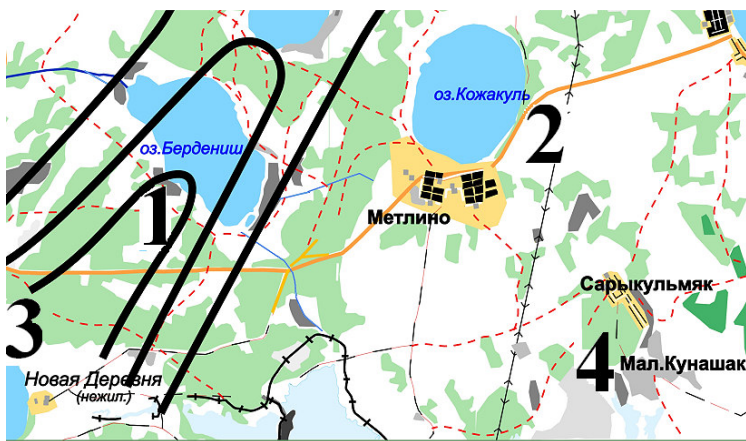 оз.Кожакуль
2
оз.Бердениш
1
Метлино
Сарыкульмяк
3
4
Мал.Кунашак
Новая Деревня
(нежил.)